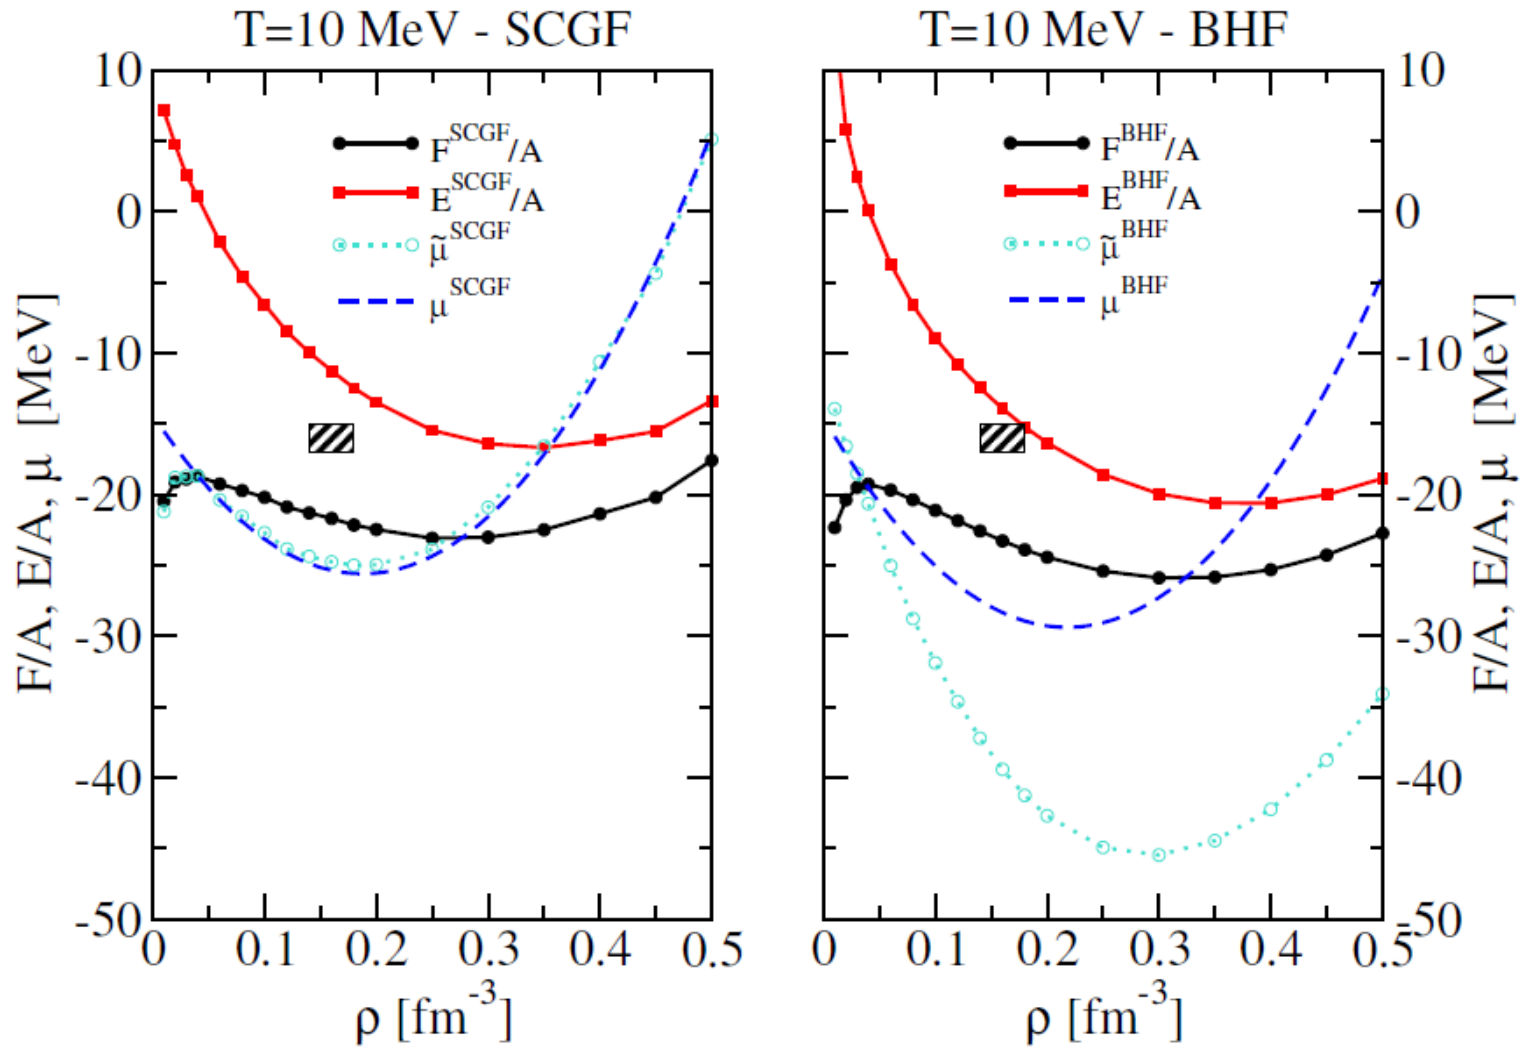 T=10 MeV - SCGF
T=10 MeV - BHF
10
0
-10
-20
-30
-40
-50
F/A, E/A, μ [MeV]
F^SCGF/A
E^SCGF/A
μ̃^SCGF
μ^SCGF
0 0.1 0.2 0.3 0.4 0.5
ρ [fm^-3]
F^BHF/A
E^BHF/A
μ̃^BHF
μ^BHF
0 0.1 0.2 0.3 0.4 0.5
ρ [fm^-3]
10
0
-10
-20
-30
-40
-50
F/A, E/A, μ [MeV]